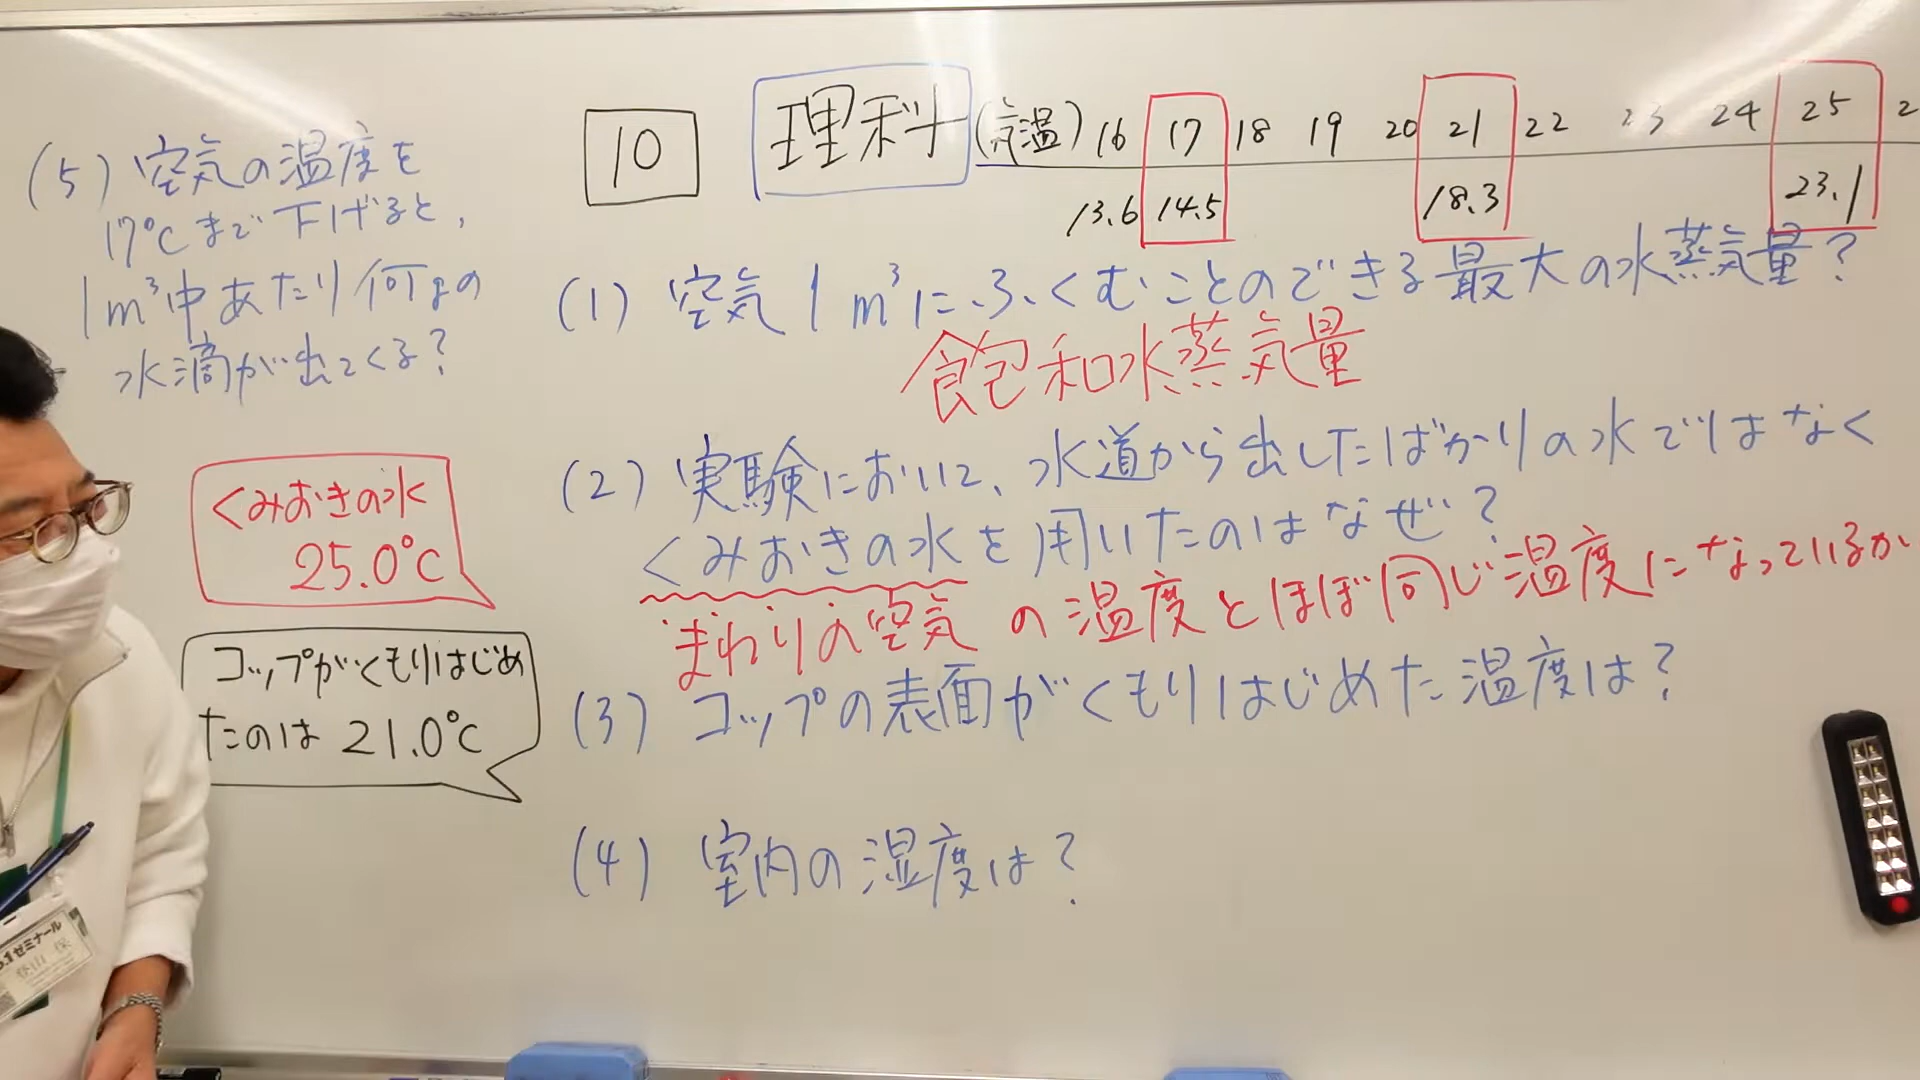 10
理科
(気温) 16 17 18 19 20 21 22 23 24 25 2
13.6 14.5 18.3 23.1
(1) 空気1m³にふくむことのできる最大の水蒸気量?
飽和水蒸気量
(2) 実験において、水道から出したばかりの水ではなく
くみおきの水を用いたのはなぜ?
まわりの空気の温度とほぼ同じ温度になっているか
(3) コップの表面がくもりはじめた温度は?
(4) 室内の湿度は?
(5) 空気の温度を
17℃まで下げると,
1m³中あたり何gの
水滴が出てくる?
くみおきの水
25.0℃
コップがくもりはじめ
たのは 21.0℃
.1ゼミナール